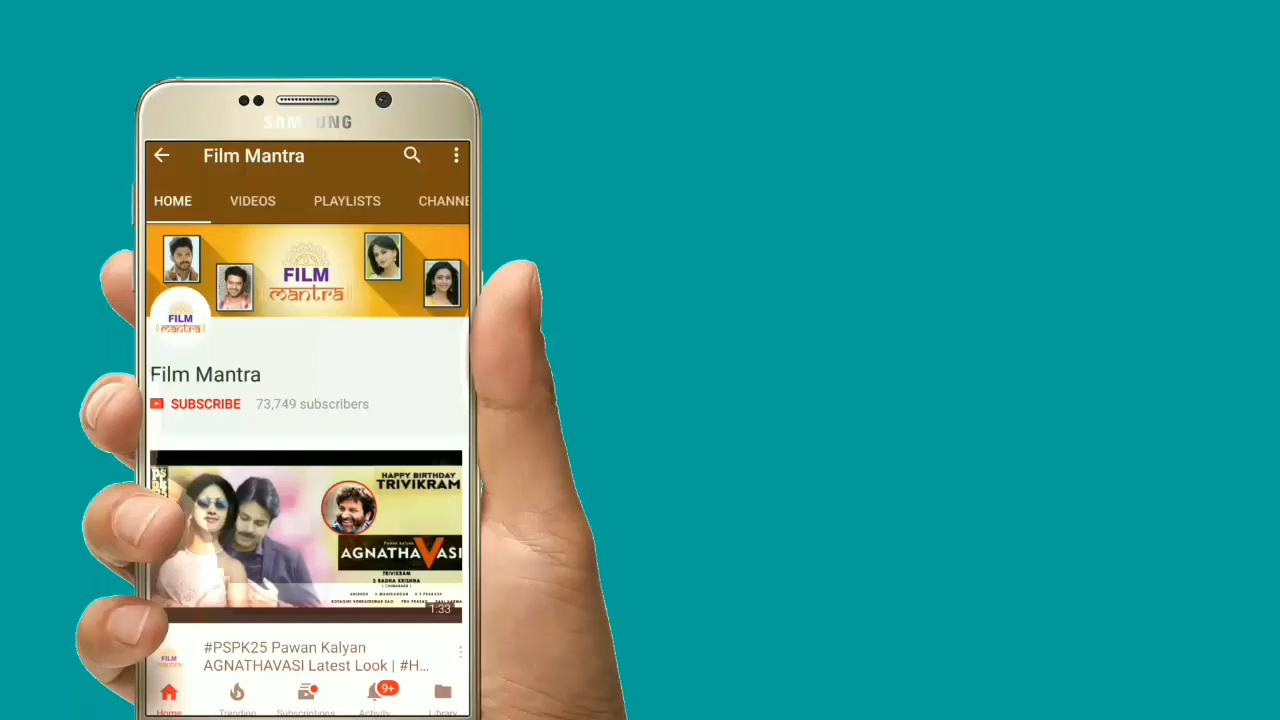 SAMSUNG
Film Mantra
HOME VIDEOS PLAYLISTS CHANNE
FILM
mantra
FILM
mantra
Film Mantra
SUBSCRIBE 73,749 subscribers
HAPPY BIRTHDAY
TRIVIKRAM
AGNATHAVASI
TRIVIKRAM
S RADHA KRISHNA
1:33
#PSPK25 Pawan Kalyan
AGNATHAVASI Latest Look | #H...
FILM
mantra
9+
Home Trending Subscriptions Activity Library